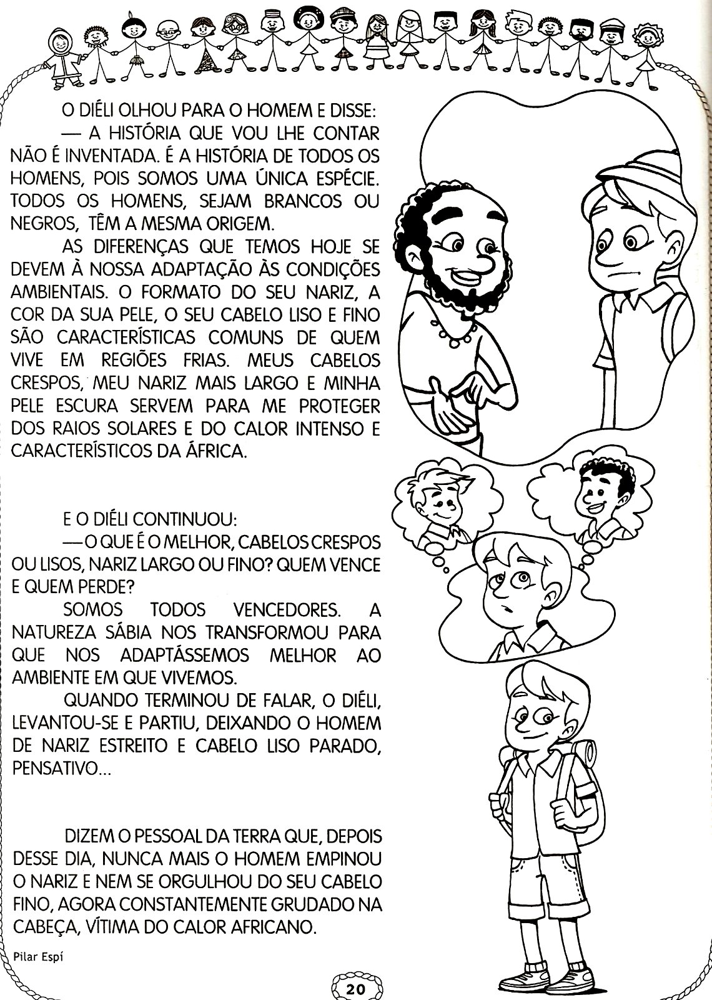 O DIÉLI OLHOU PARA O HOMEM E DISSE:
— A HISTÓRIA QUE VOU LHE CONTAR
NÃO É INVENTADA. É A HISTÓRIA DE TODOS OS
HOMENS, POIS SOMOS UMA ÚNICA ESPÉCIE.
TODOS OS HOMENS, SEJAM BRANCOS OU
NEGROS, TÊM A MESMA ORIGEM.
AS DIFERENÇAS QUE TEMOS HOJE SE
DEVEM À NOSSA ADAPTAÇÃO ÀS CONDIÇÕES
AMBIENTAIS. O FORMATO DO SEU NARIZ, A
COR DA SUA PELE, O SEU CABELO LISO E FINO
SÃO CARACTERÍSTICAS COMUNS DE QUEM
VIVE EM REGIÕES FRIAS. MEUS CABELOS
CRESPOS, MEU NARIZ MAIS LARGO E MINHA
PELE ESCURA SERVEM PARA ME PROTEGER
DOS RAIOS SOLARES E DO CALOR INTENSO E
CARACTERÍSTICOS DA ÁFRICA.
E O DIÉLI CONTINUOU:
— O QUE É O MELHOR, CABELOS CRESPOS
OU LISOS, NARIZ LARGO OU FINO? QUEM VENCE
E QUEM PERDE?
SOMOS TODOS VENCEDORES. A
NATUREZA SÁBIA NOS TRANSFORMOU PARA
QUE NOS ADAPTÁSSEMOS MELHOR AO
AMBIENTE EM QUE VIVEMOS.
QUANDO TERMINOU DE FALAR, O DIÉLI,
LEVANTOU-SE E PARTIU, DEIXANDO O HOMEM
DE NARIZ ESTREITO E CABELO LISO PARADO,
PENSATIVO...
DIZEM O PESSOAL DA TERRA QUE, DEPOIS
DESSE DIA, NUNCA MAIS O HOMEM EMPINOU
O NARIZ E NEM SE ORGULHOU DO SEU CABELO
FINO, AGORA CONSTANTEMENTE GRUDADO NA
CABEÇA, VÍTIMA DO CALOR AFRICANO.
Pilar Espí
20